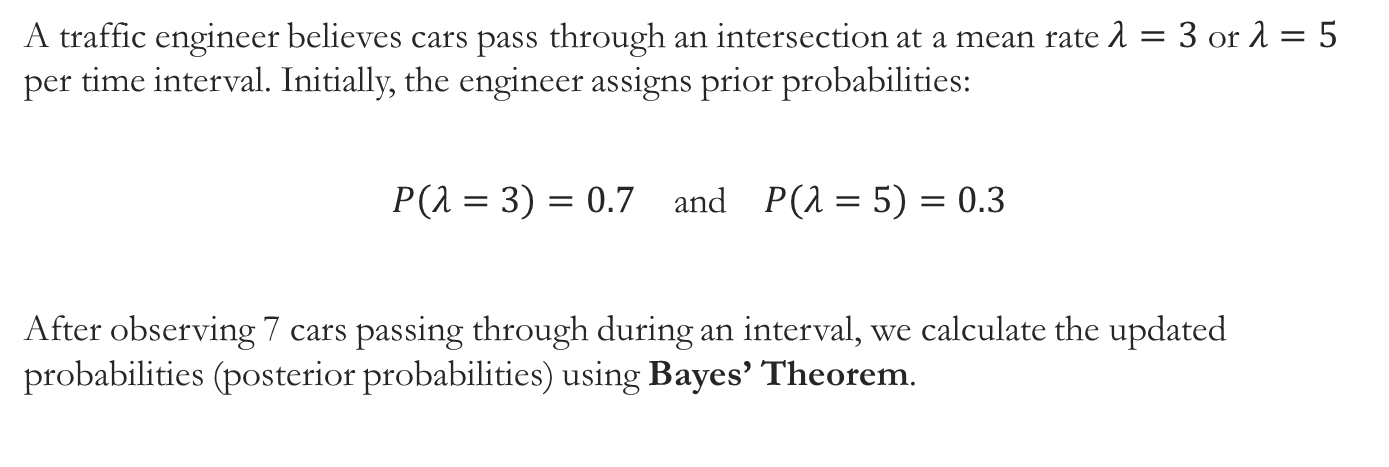 A traffic engineer believes cars pass through an intersection at a mean rate 𝜆 = 3 or 𝜆 = 5
per time interval. Initially, the engineer assigns prior probabilities:
𝑃(𝜆 = 3) = 0.7 and 𝑃(𝜆 = 5) = 0.3
After observing 7 cars passing through during an interval, we calculate the updated
probabilities (posterior probabilities) using Bayes’ Theorem.